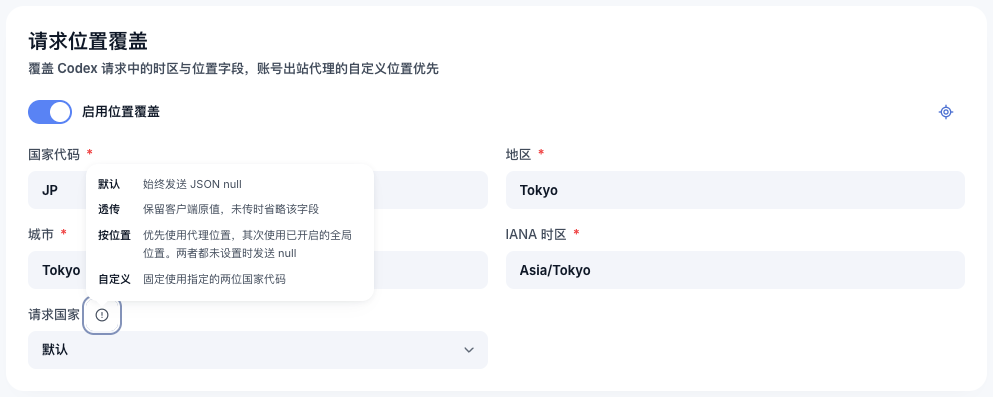 请求位置覆盖
覆盖 Codex 请求中的时区与位置字段，账号出站代理的自定义位置优先
启用位置覆盖
国家代码 *
地区 *
JP
Tokyo
默认 始终发送 JSON null
透传 保留客户端原值，未传时省略该字段
按位置 优先使用代理位置，其次使用已开启的全局
位置。两者都未设置时发送 null
自定义 固定使用指定的两位国家代码
城市 *
IANA 时区 *
Tokyo
Asia/Tokyo
请求国家
默认